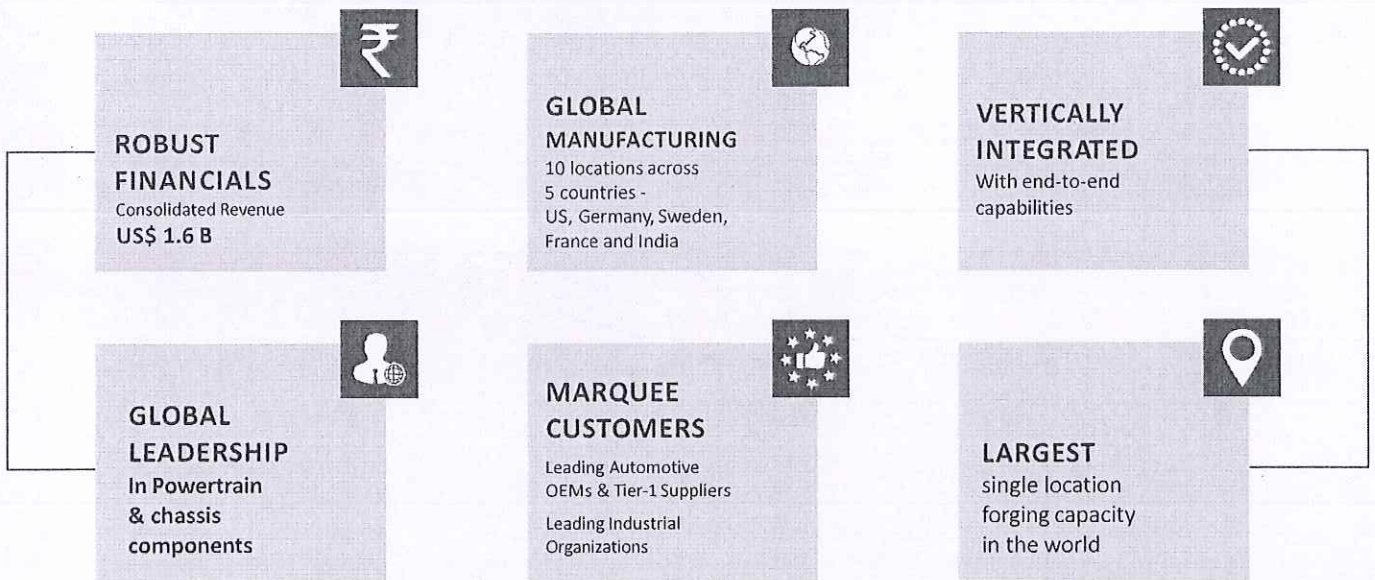 ROBUST
FINANCIALS
Consolidated Revenue
US$ 1.6 B
GLOBAL
MANUFACTURING
10 locations across
5 countries -
US, Germany, Sweden,
France and India
VERTICALLY
INTEGRATED
With end-to-end
capabilities
GLOBAL
LEADERSHIP
In Powertrain
& chassis
components
MARQUEE
CUSTOMERS
Leading Automotive
OEMs & Tier-1 Suppliers
Leading Industrial
Organizations
LARGEST
single location
forging capacity
in the world